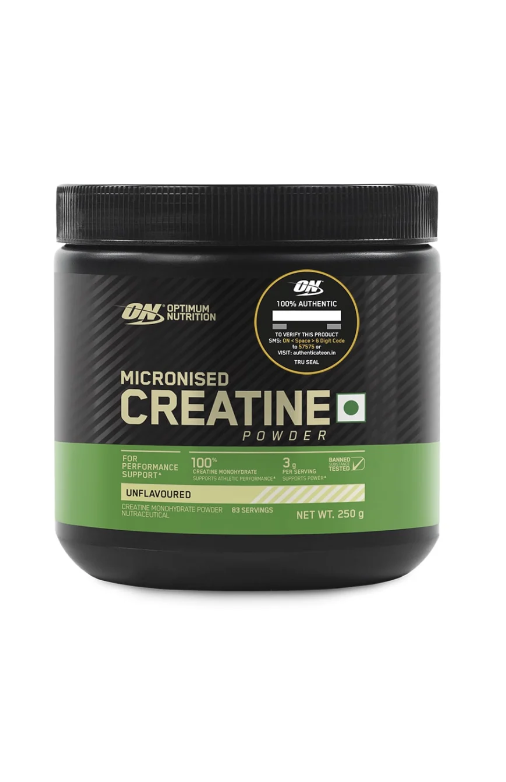 ON
100% AUTHENTIC
TO VERIFY THIS PRODUCT
SMS: ON <Space> 6 Digit Code
to 57575 or
VISIT: authenticateon.in
TRU SEAL
ON OPTIMUM
NUTRITION
MICRONISED
CREATINE
POWDER
FOR
PERFORMANCE
SUPPORT*
100%
CREATINE MONOHYDRATE
SUPPORTS ATHLETIC PERFORMANCE*
3g
PER SERVING
SUPPORTS POWER*
BANNED
SUBSTANCE
TESTED
UNFLAVOURED
CREATINE MONOHYDRATE POWDER
NUTRACEUTICAL
83 SERVINGS
NET WT. 250 g